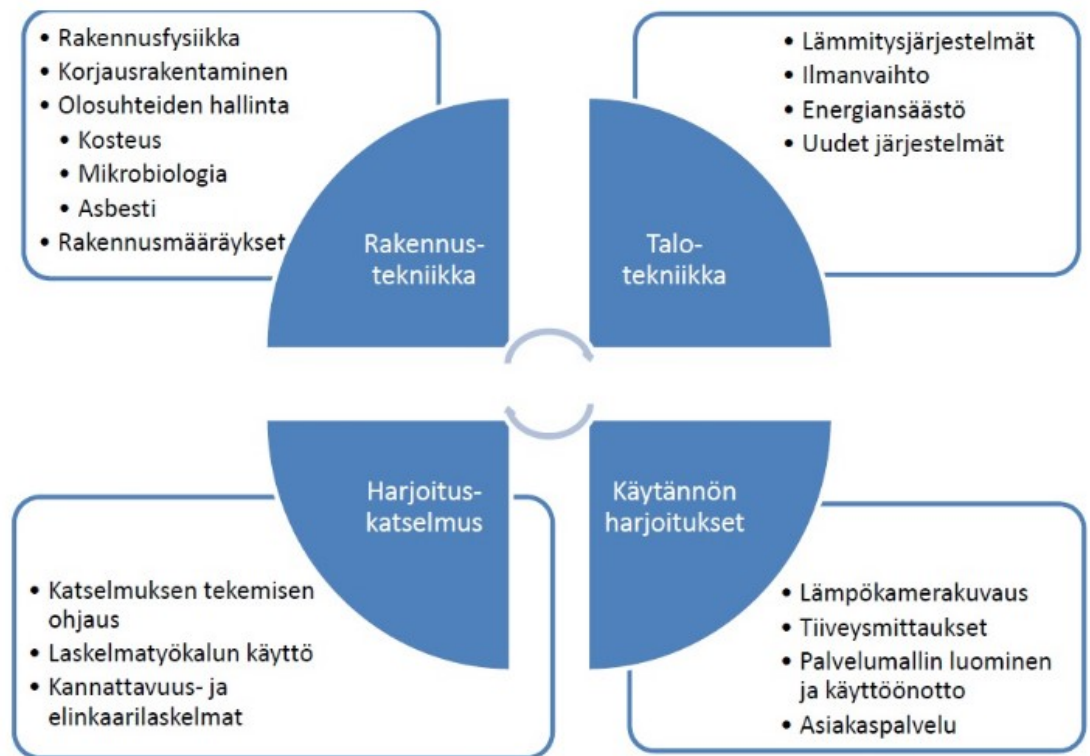 • Rakennusfysiikka
• Korjausrakentaminen
• Olosuhteiden hallinta
• Kosteus
• Mikrobiologia
• Asbesti
• Rakennusmääräykset
• Lämmitysjärjestelmät
• Ilmanvaihto
• Energiansäästö
• Uudet järjestelmät
Rakennus-
tekniikka
Talo-
tekniikka
Harjoitus-
katselmus
Käytännön
harjoitukset
• Katselmuksen tekemisen
ohjaus
• Laskelmatyökalun käyttö
• Kannattavuus- ja
elinkaarilaskelmat
• Lämpökamerakuvaus
• Tiiveysmittaukset
• Palvelumallin luominen
ja käyttöönotto
• Asiakaspalvelu